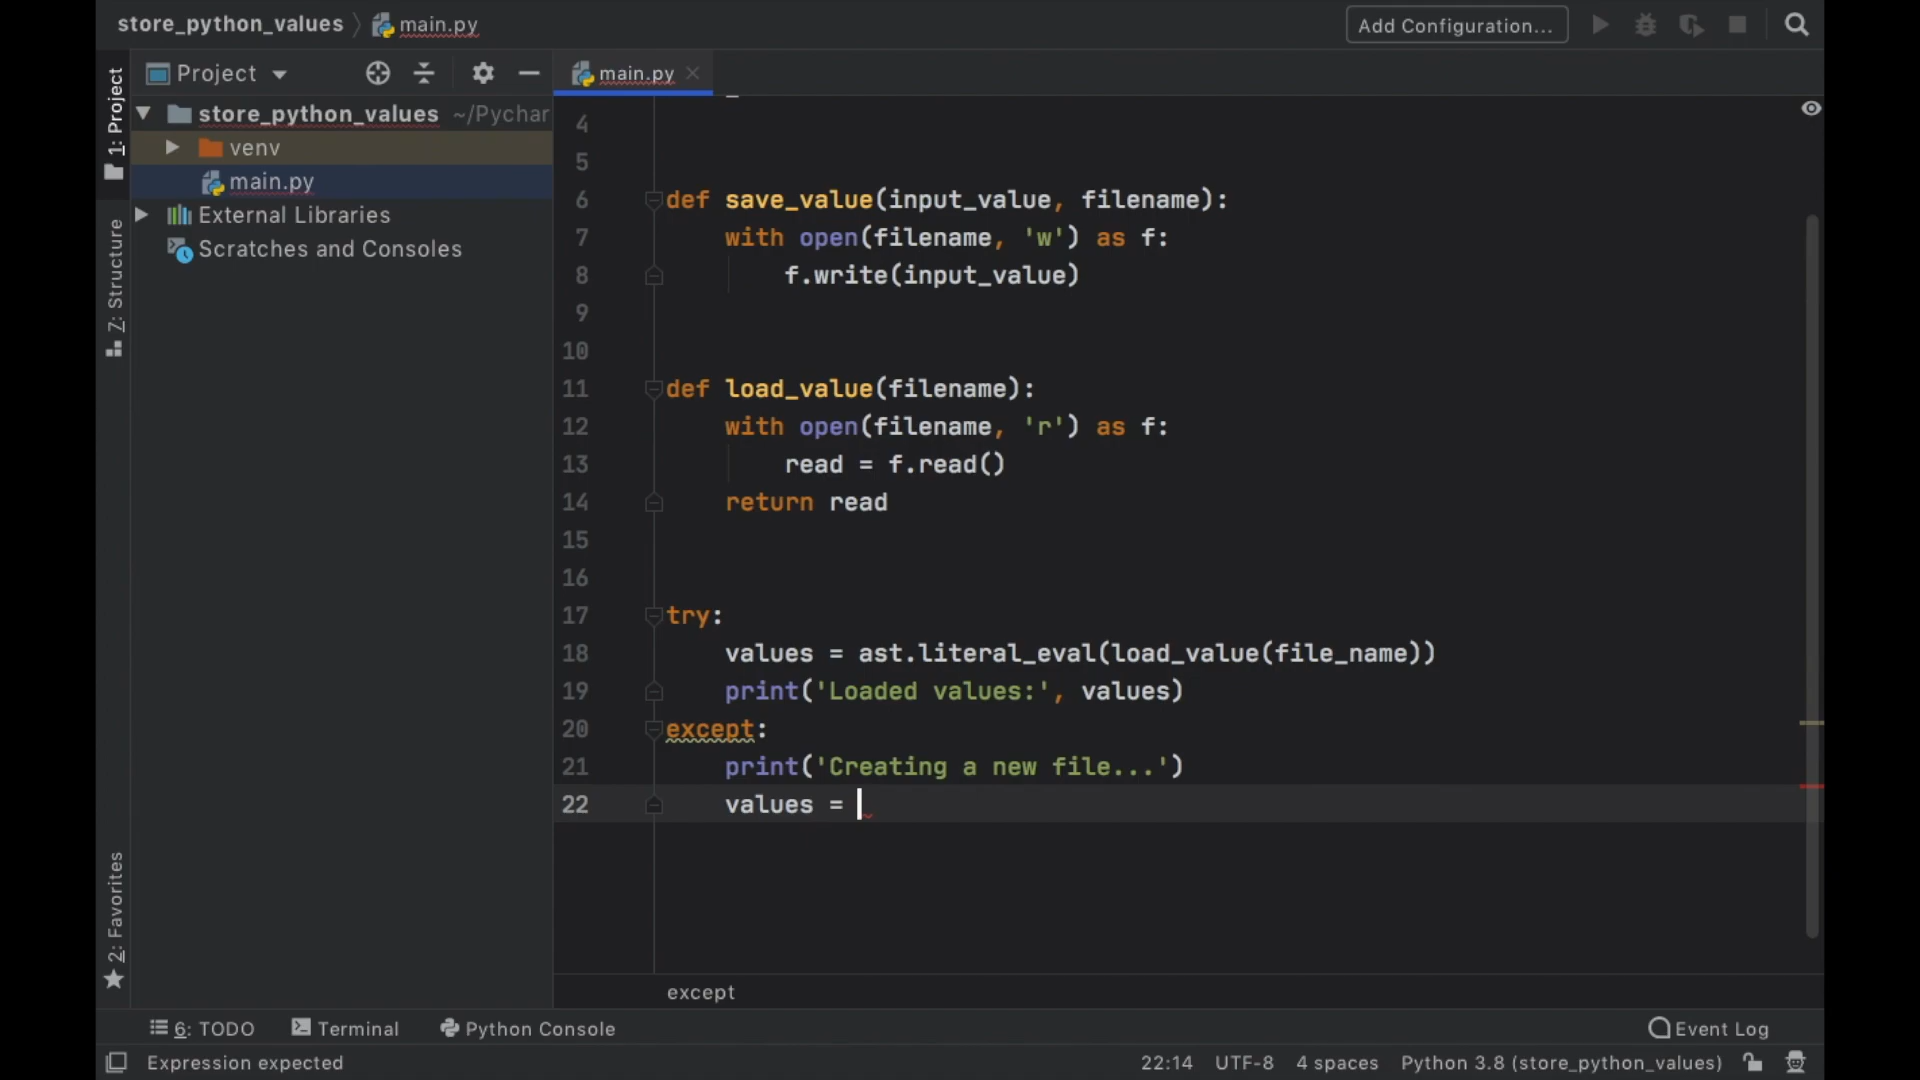 store_python_values main.py Add Configuration...
1: Project
Project
main.py
store_python_values ~/Pychar
venv
main.py
External Libraries
Scratches and Consoles
Z: Structure
2: Favorites
4
5
6 def save_value(input_value, filename):
7 with open(filename, 'w') as f:
8 f.write(input_value)
9
10
11 def load_value(filename):
12 with open(filename, 'r') as f:
13 read = f.read()
14 return read
15
16
17 try:
18 values = ast.literal_eval(load_value(file_name))
19 print('Loaded values:', values)
20 except:
21 print('Creating a new file...')
22 values =
except
6: TODO Terminal Python Console Event Log
Expression expected 22:14 UTF-8 4 spaces Python 3.8 (store_python_values)